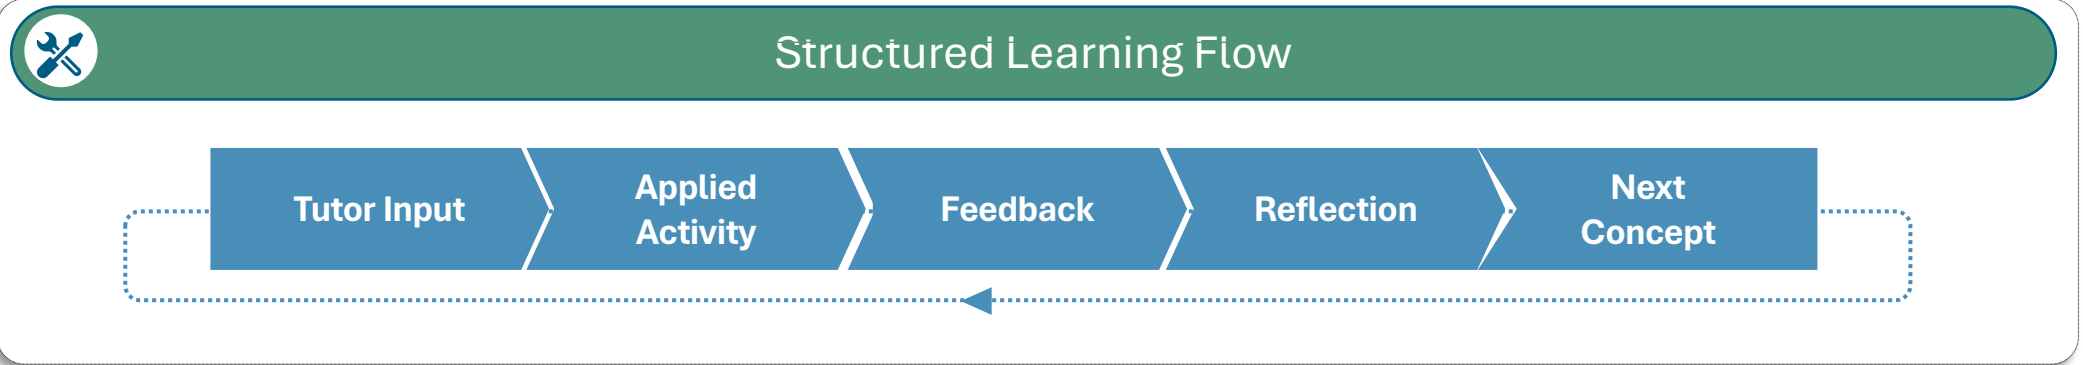 Structured Learning Flow
Tutor Input
Applied
Activity
Feedback
Reflection
Next
Concept